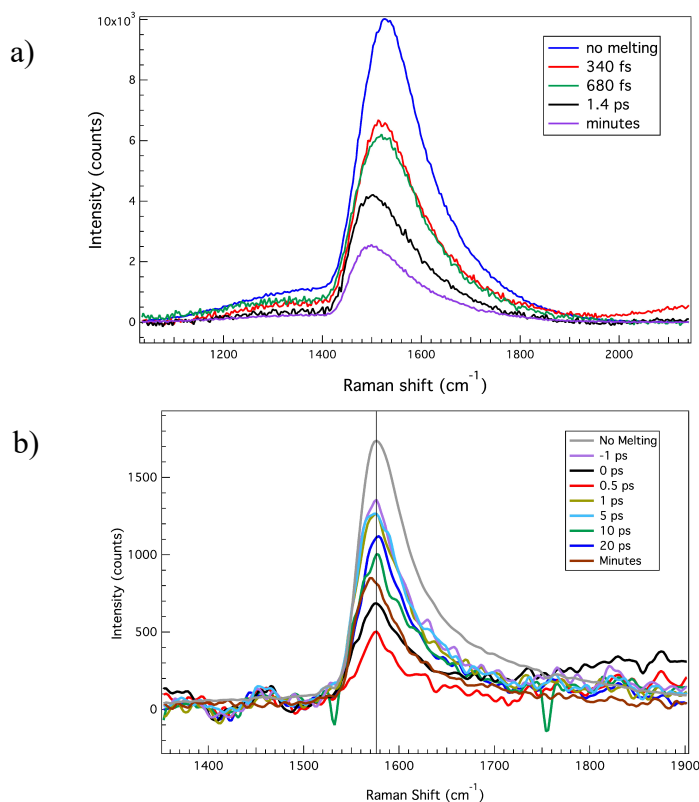 a)
10x10³
8
6
4
2
0
Intensity (counts)
no melting
340 fs
680 fs
1.4 ps
minutes
1200 1400 1600 1800 2000
Raman shift (cm⁻¹)
b)
1500
1000
500
0
Intensity (counts)
No Melting
-1 ps
0 ps
0.5 ps
1 ps
5 ps
10 ps
20 ps
Minutes
1400 1500 1600 1700 1800 1900
Raman Shift (cm⁻¹)